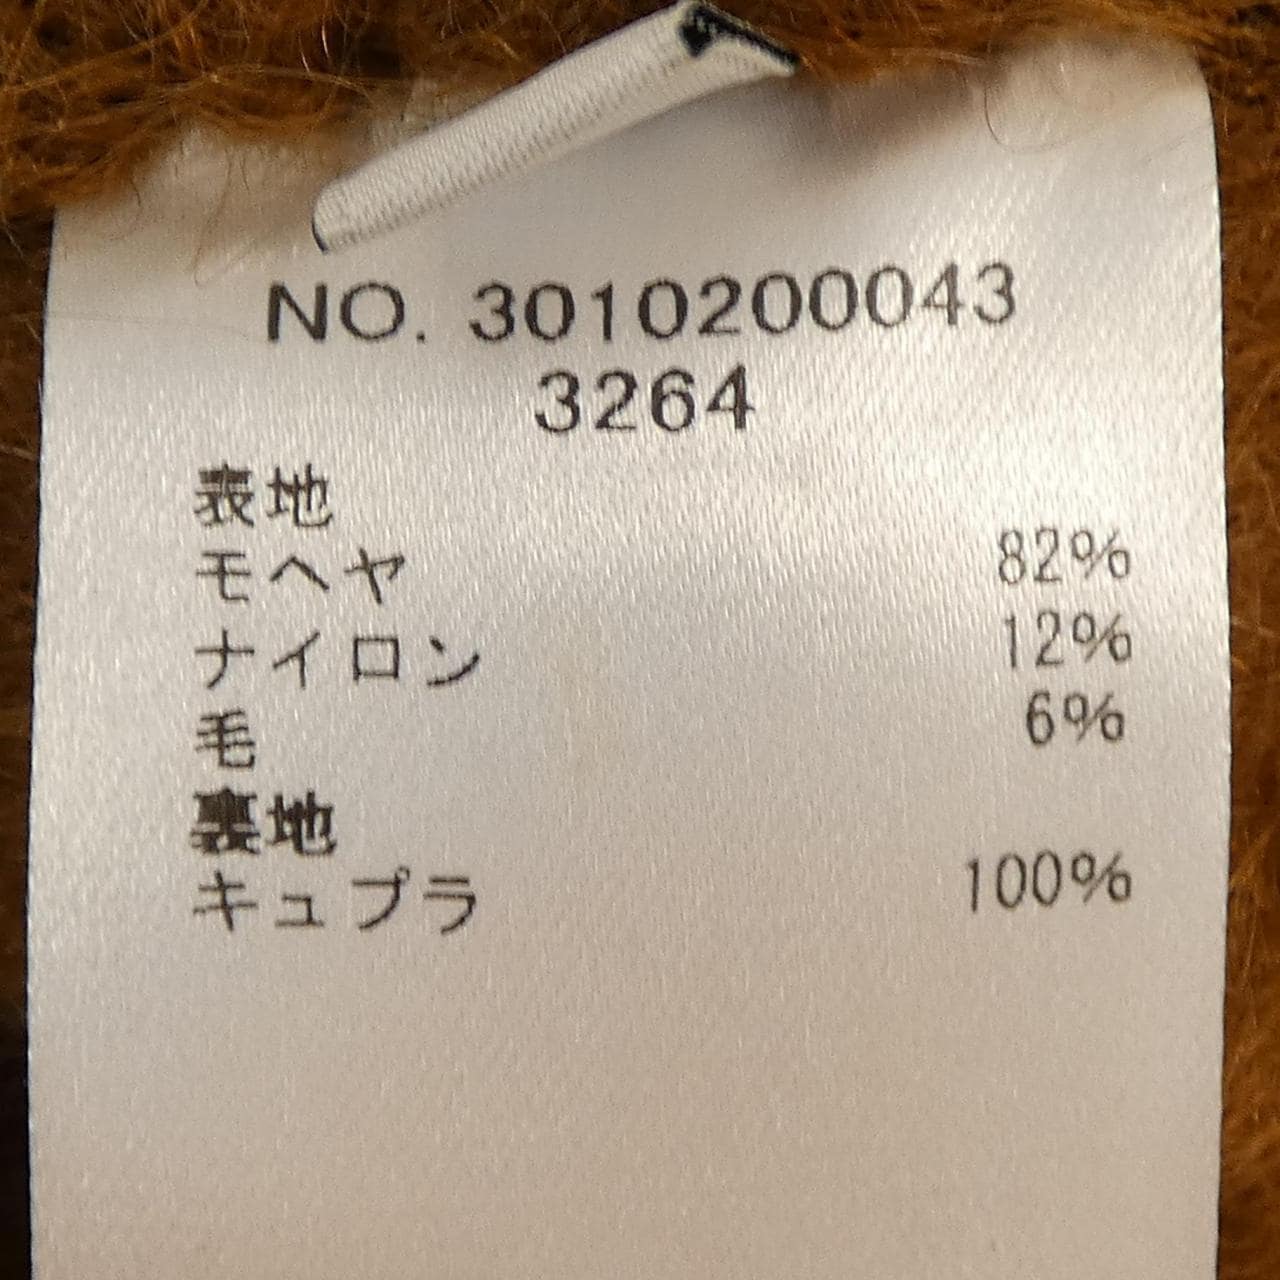 NO. 3010200043
3264
表地
モヘヤ 82%
ナイロン 12%
毛 6%
裏地
キュプラ 100%